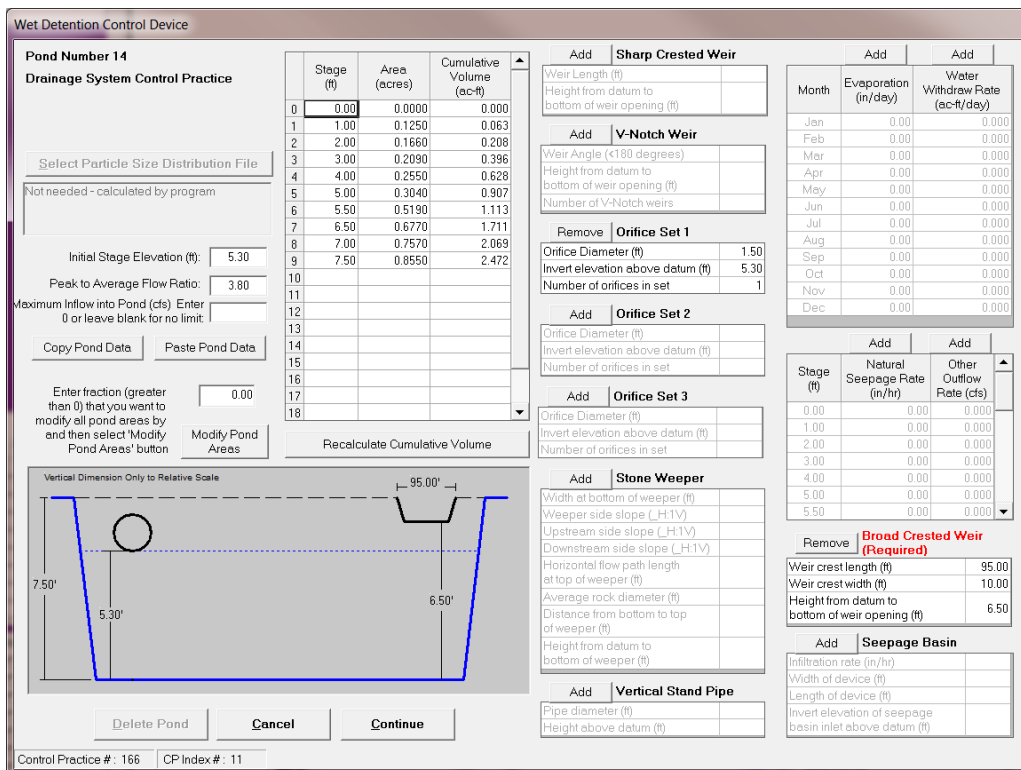 Wet Detention Control Device
Pond Number 14
Drainage System Control Practice
Select Particle Size Distribution File
Not needed - calculated by program
Initial Stage Elevation (ft): 5.30
Peak to Average Flow Ratio: 3.80
Maximum Inflow into Pond (cfs) Enter
0 or leave blank for no limit:
Copy Pond Data Paste Pond Data
Enter fraction (greater
than 0) that you want to
modify all pond areas by
and then select 'Modify
Pond Areas' button
0.00
Modify Pond
Areas
Stage
(ft)
Area
(acres)
Cumulative
Volume
(ac-ft)
0 0.00 0.0000 0.000
1 1.00 0.1250 0.063
2 2.00 0.1660 0.208
3 3.00 0.2090 0.396
4 4.00 0.2550 0.628
5 5.00 0.3040 0.907
6 5.50 0.5190 1.113
7 6.50 0.6770 1.711
8 7.00 0.7570 2.069
9 7.50 0.8550 2.472
10
11
12
13
14
15
16
17
18
Recalculate Cumulative Volume
Vertical Dimension Only to Relative Scale
95.00'
7.50'
5.30'
6.50'
Delete Pond Cancel Continue
Control Practice # : 166 CP Index # : 11
Add Sharp Crested Weir
Weir Length (ft)
Height from datum to
bottom of weir opening (ft)
Add V-Notch Weir
Weir Angle (<180 degrees)
Height from datum to
bottom of weir opening (ft)
Number of V-Notch weirs
Remove Orifice Set 1
Orifice Diameter (ft) 1.50
Invert elevation above datum (ft) 5.30
Number of orifices in set 1
Add Orifice Set 2
Orifice Diameter (ft)
Invert elevation above datum (ft)
Number of orifices in set
Add Orifice Set 3
Orifice Diameter (ft)
Invert elevation above datum (ft)
Number of orifices in set
Add Stone Weeper
Width at bottom of weeper (ft)
Weeper side slope (_H:1V)
Upstream side slope (_H:1V)
Downstream side slope (_H:1V)
Horizontal flow path length
at top of weeper (ft)
Average rock diameter (ft)
Distance from bottom to top
of weeper (ft)
Height from datum to
bottom of weeper (ft)
Add Vertical Stand Pipe
Pipe diameter (ft)
Height above datum (ft)
Add Add
Month
Evaporation
(in/day)
Water
Withdraw Rate
(ac-ft/day)
Jan 0.00 0.000
Feb 0.00 0.000
Mar 0.00 0.000
Apr 0.00 0.000
May 0.00 0.000
Jun 0.00 0.000
Jul 0.00 0.000
Aug 0.00 0.000
Sep 0.00 0.000
Oct 0.00 0.000
Nov 0.00 0.000
Dec 0.00 0.000
Add Add
Stage
(ft)
Natural
Seepage Rate
(in/hr)
Other
Outflow
Rate (cfs)
0.00 0.00 0.000
1.00 0.00 0.000
2.00 0.00 0.000
3.00 0.00 0.000
4.00 0.00 0.000
5.00 0.00 0.000
5.50 0.00 0.000
Remove Broad Crested Weir
(Required)
Weir crest length (ft) 95.00
Weir crest width (ft) 10.00
Height from datum to
bottom of weir opening (ft) 6.50
Add Seepage Basin
Infiltration rate (in/hr)
Width of device (ft)
Length of device (ft)
Invert elevation of seepage
basin inlet above datum (ft)